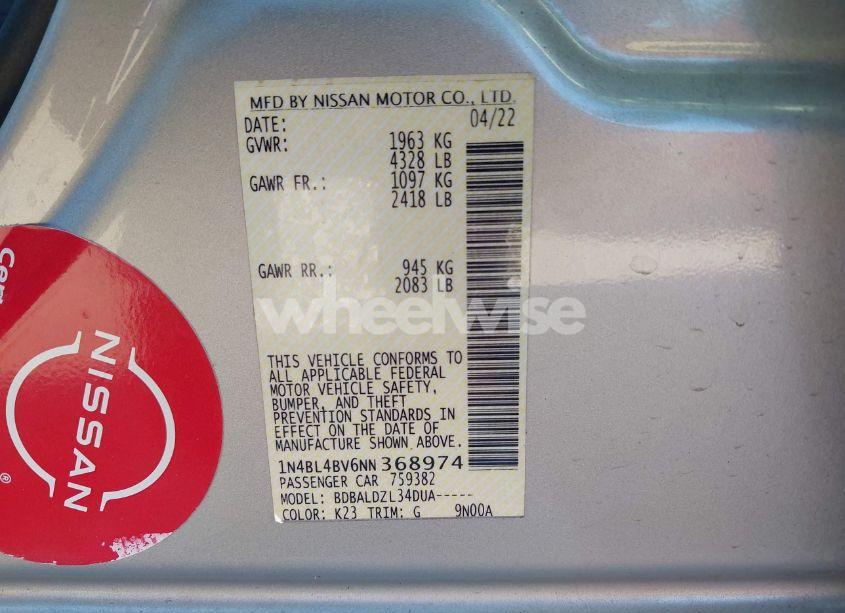 MFD BY NISSAN MOTOR CO., LTD.
DATE: 04/22
GVWR: 1963 KG
4328 LB
GAWR FR.: 1097 KG
2418 LB
GAWR RR.: 945 KG
2083 LB
wheelwise
THIS VEHICLE CONFORMS TO
ALL APPLICABLE FEDERAL
MOTOR VEHICLE SAFETY,
BUMPER, AND THEFT
PREVENTION STANDARDS IN
EFFECT ON THE DATE OF
MANUFACTURE SHOWN ABOVE.
1N4BL4BV6NN368974
PASSENGER CAR 759382
MODEL: BDBALDZL34DUA-----
COLOR: K23 TRIM: G 9N00A
NISSAN
®